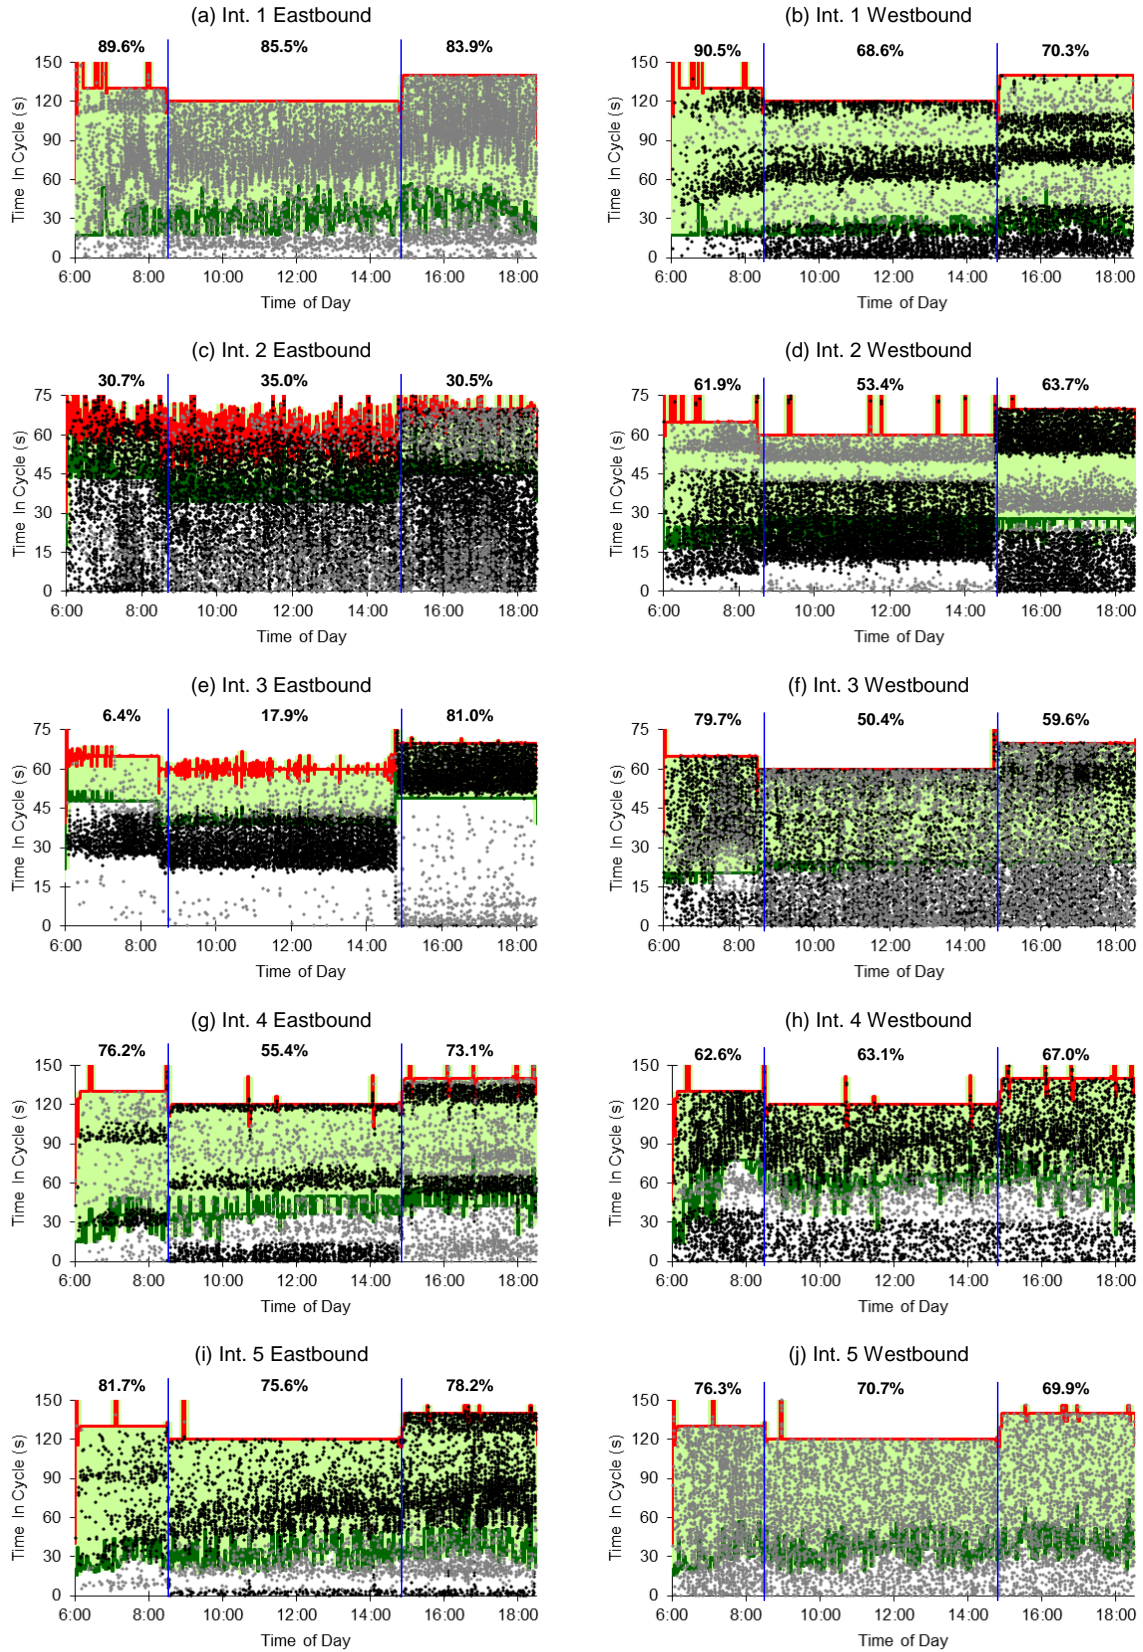 (a) Int. 1 Eastbound
89.6% 85.5% 83.9%
150
120
90
60
30
0
Time In Cycle (s)
6:00 8:00 10:00 12:00 14:00 16:00 18:00
Time of Day
(b) Int. 1 Westbound
90.5% 68.6% 70.3%
150
120
90
60
30
0
Time In Cycle (s)
6:00 8:00 10:00 12:00 14:00 16:00 18:00
Time of Day
(c) Int. 2 Eastbound
30.7% 35.0% 30.5%
75
60
45
30
15
0
Time In Cycle (s)
6:00 8:00 10:00 12:00 14:00 16:00 18:00
Time of Day
(d) Int. 2 Westbound
61.9% 53.4% 63.7%
75
60
45
30
15
0
Time In Cycle (s)
6:00 8:00 10:00 12:00 14:00 16:00 18:00
Time of Day
(e) Int. 3 Eastbound
6.4% 17.9% 81.0%
75
60
45
30
15
0
Time In Cycle (s)
6:00 8:00 10:00 12:00 14:00 16:00 18:00
Time of Day
(f) Int. 3 Westbound
79.7% 50.4% 59.6%
75
60
45
30
15
0
Time In Cycle (s)
6:00 8:00 10:00 12:00 14:00 16:00 18:00
Time of Day
(g) Int. 4 Eastbound
76.2% 55.4% 73.1%
150
120
90
60
30
0
Time In Cycle (s)
6:00 8:00 10:00 12:00 14:00 16:00 18:00
Time of Day
(h) Int. 4 Westbound
62.6% 63.1% 67.0%
150
120
90
60
30
0
Time In Cycle (s)
6:00 8:00 10:00 12:00 14:00 16:00 18:00
Time of Day
(i) Int. 5 Eastbound
81.7% 75.6% 78.2%
150
120
90
60
30
0
Time In Cycle (s)
6:00 8:00 10:00 12:00 14:00 16:00 18:00
Time of Day
(j) Int. 5 Westbound
76.3% 70.7% 69.9%
150
120
90
60
30
0
Time In Cycle (s)
6:00 8:00 10:00 12:00 14:00 16:00 18:00
Time of Day